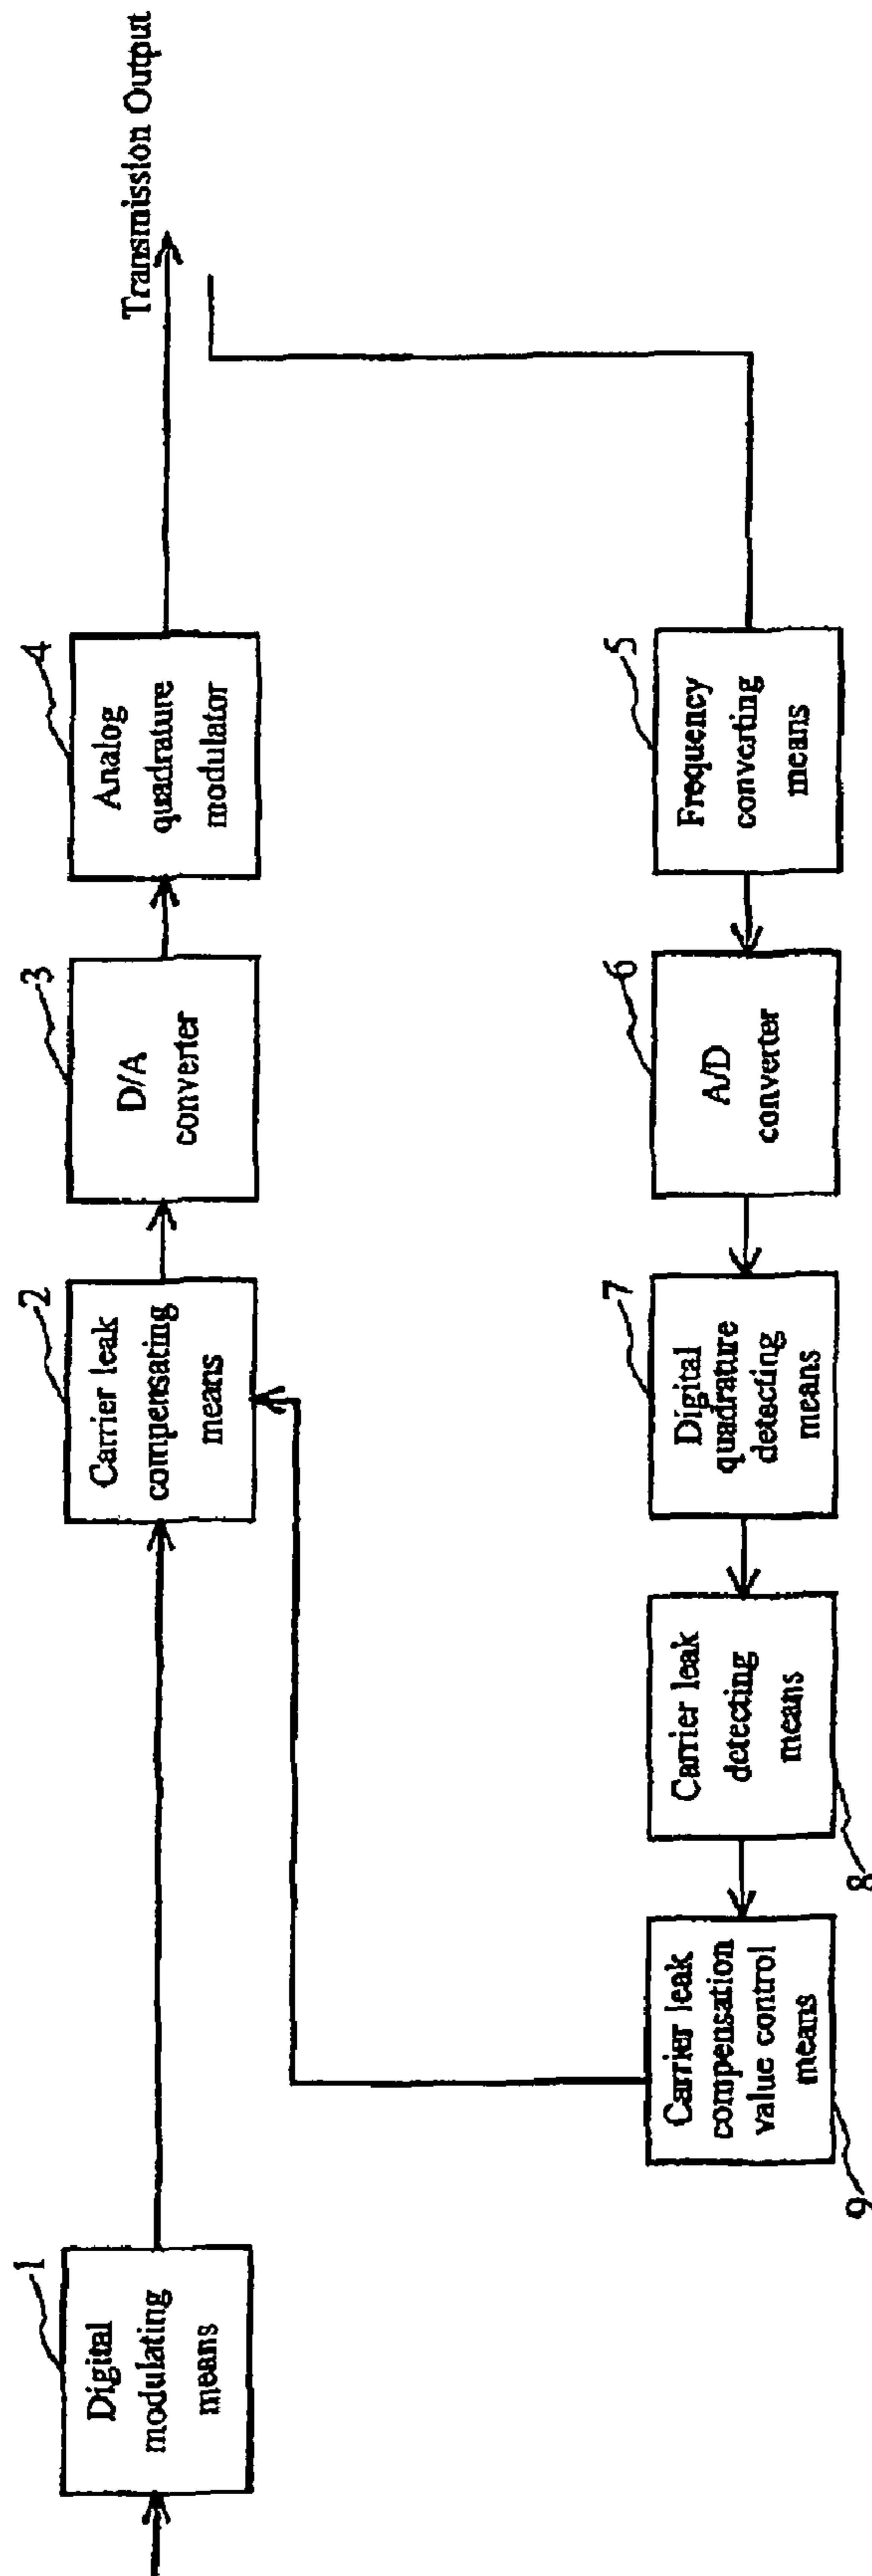 1
Digital
modulating
means
2
Carrier leak
compensating
means
3
D/A
converter
4
Analog
quadrature
modulator
Transmission Output
5
Frequency
converting
means
6
A/D
converter
7
Digital
quadrature
detecting
means
8
Carrier leak
detecting
means
9
Carrier leak
compensation
value control
means